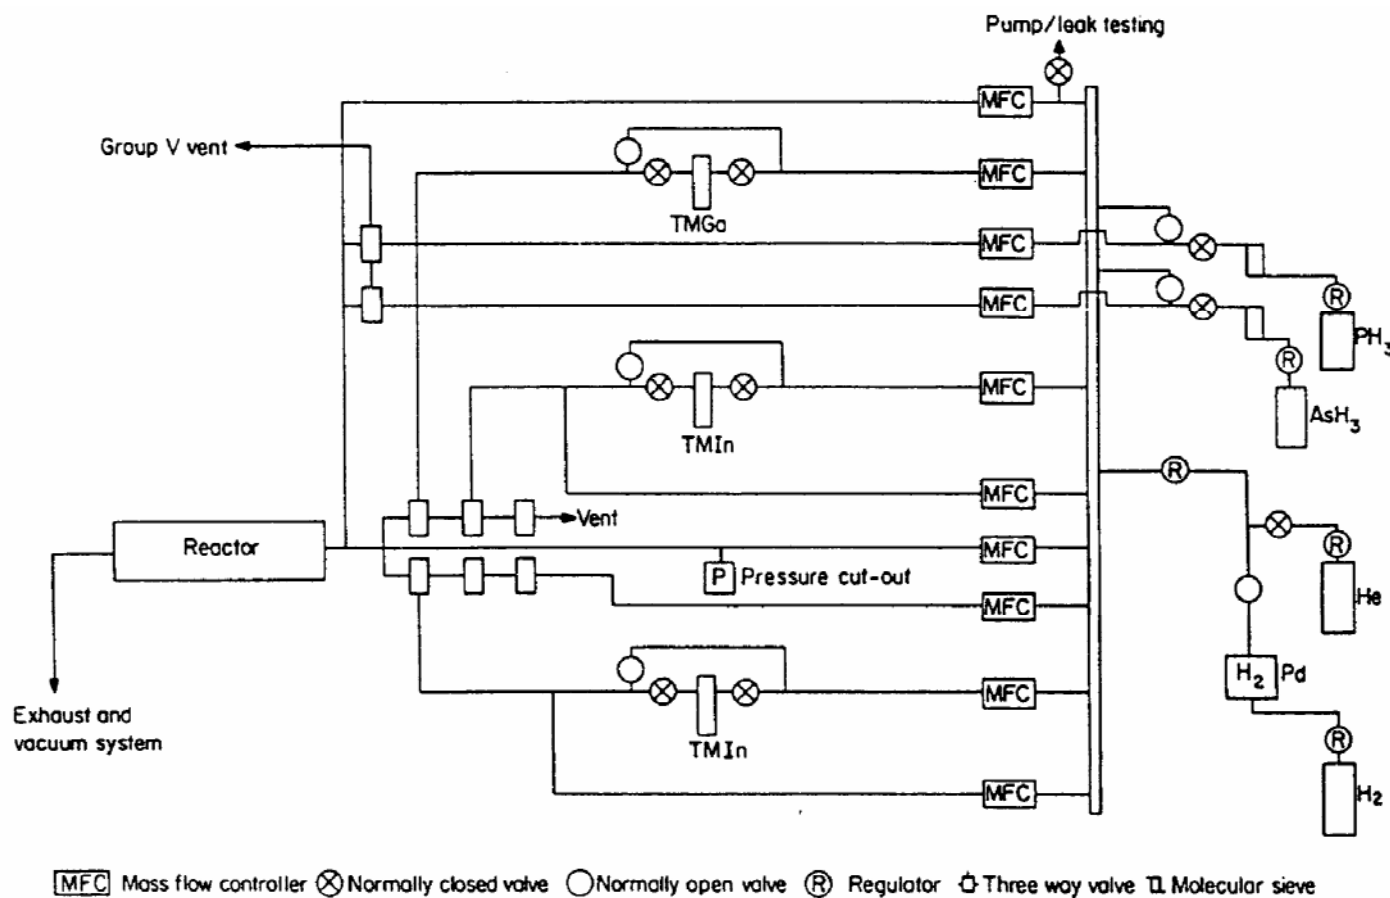 Pump/leak testing
MFC
Group V vent
MFC
TMGa
MFC
MFC
R
PH3
R
AsH3
MFC
TMIn
R
MFC
Vent
Reactor
MFC
P Pressure cut-out
R
He
MFC
H2 Pd
MFC
TMIn
Exhaust and
vacuum system
R
H2
MFC
MFC Mass flow controller Normally closed valve Normally open valve R Regulator Three way valve Molecular sieve